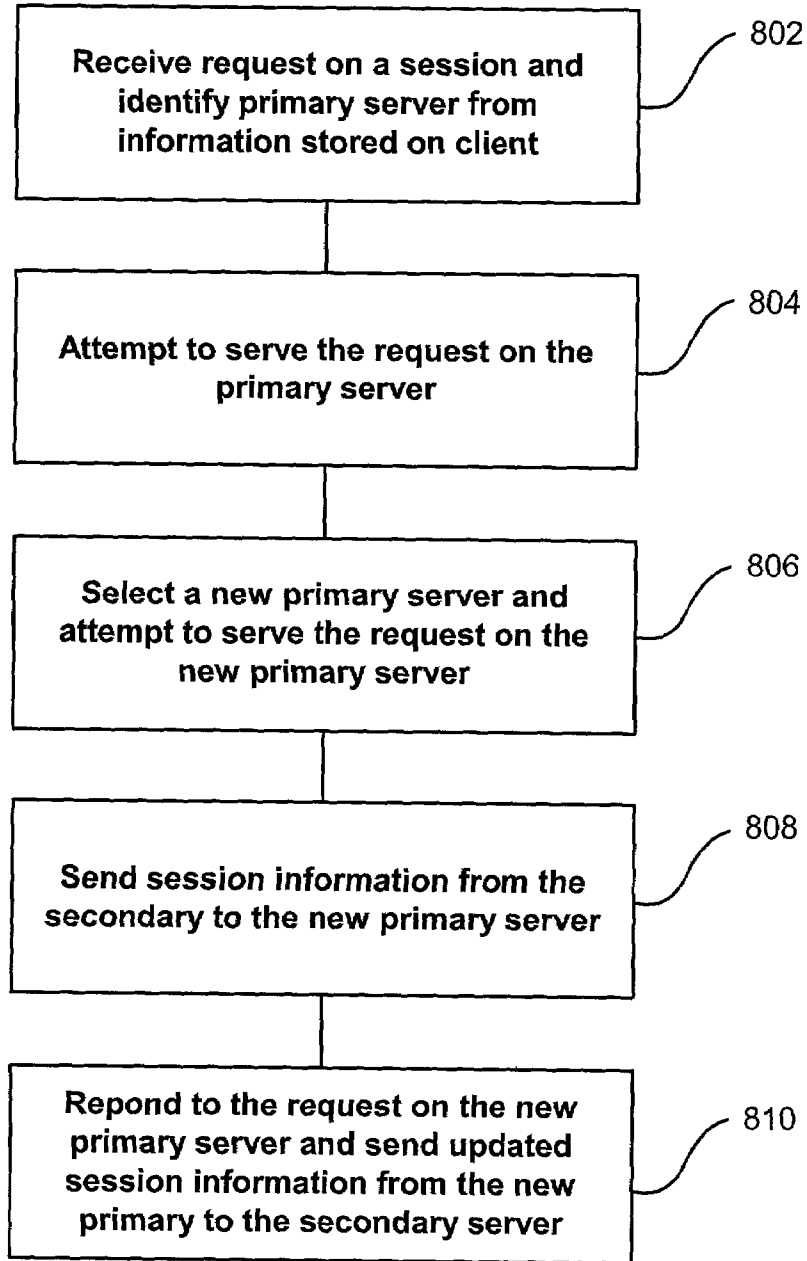 Receive request on a session and
identify primary server from
information stored on client
802
Attempt to serve the request on the
primary server
804
Select a new primary server and
attempt to serve the request on the
new primary server
806
Send session information from the
secondary to the new primary server
808
Repond to the request on the new
primary server and send updated
session information from the new
primary to the secondary server
810